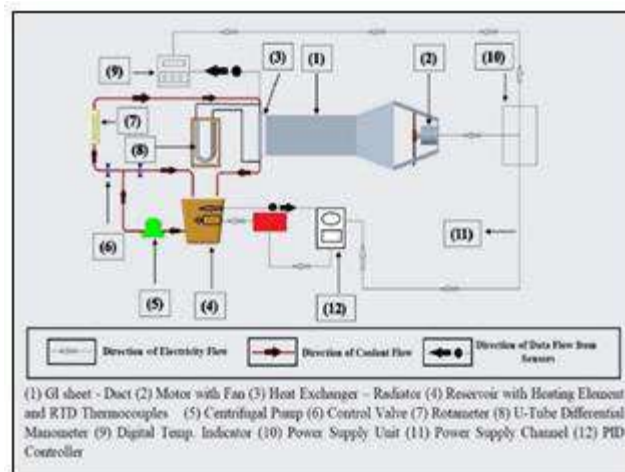 (3) (1) (2) (10)
(9)
(7)
(8)
(6)
(11)
(5) (4) (12)
Direction of Electricity Flow
Direction of Coolent Flow
Direction of Data Flow from
Sensors
(1) GI sheet - Duct (2) Motor with Fan (3) Heat Exchanger – Radiator (4) Reservoir with Heating Element
and RTD Thermocouples (5) Centrifugal Pump (6) Control Valve (7) Rotameter (8) U-Tube Differential
Manometer (9) Digital Temp. Indicator (10) Power Supply Unit (11) Power Supply Channel (12) PID
Controller